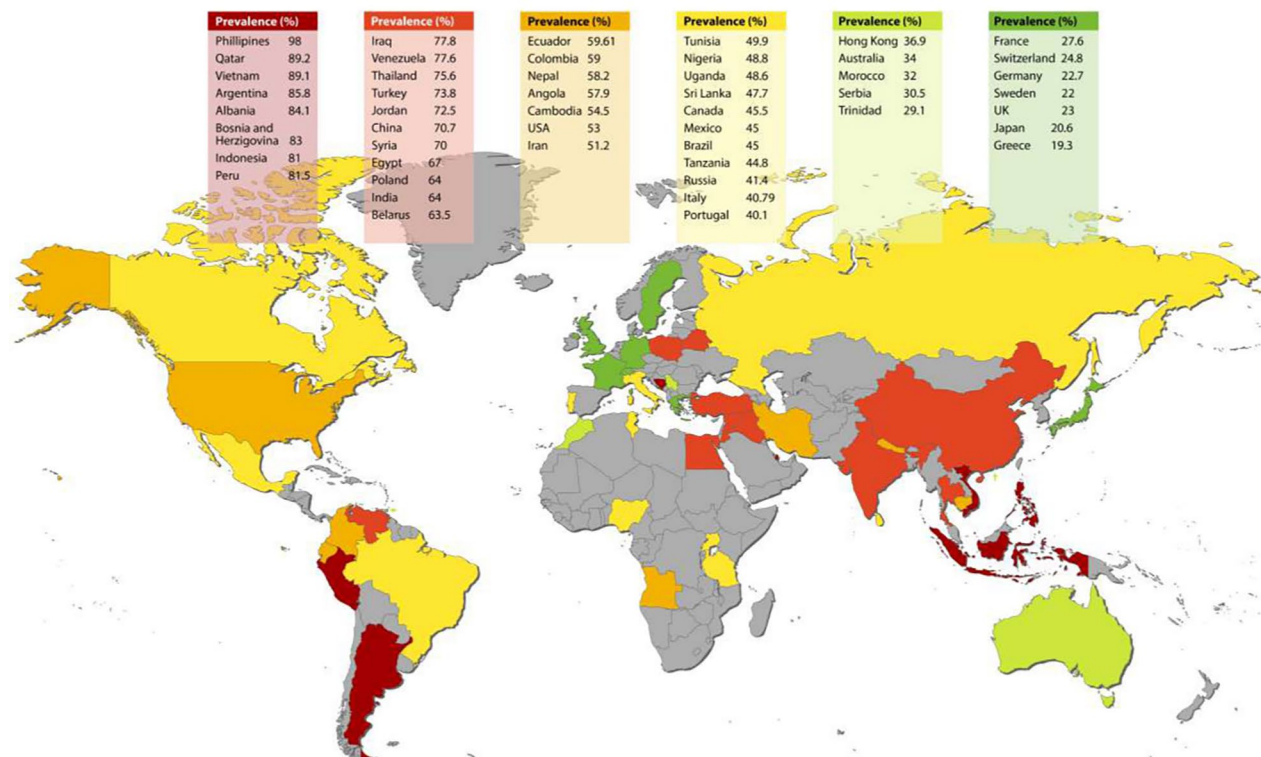 Prevalence (%)
Phillipines 98
Qatar 89.2
Vietnam 89.1
Argentina 85.8
Albania 84.1
Bosnia and
Herzigovina 83
Indonesia 81
Peru 81.5
Prevalence (%)
Iraq 77.8
Venezuela 77.6
Thailand 75.6
Turkey 73.8
Jordan 72.5
China 70.7
Syria 70
Egypt 67
Poland 64
India 64
Belarus 63.5
Prevalence (%)
Ecuador 59.61
Colombia 59
Nepal 58.2
Angola 57.9
Cambodia 54.5
USA 53
Iran 51.2
Prevalence (%)
Tunisia 49.9
Nigeria 48.8
Uganda 48.6
Sri Lanka 47.7
Canada 45.5
Mexico 45
Brazil 45
Tanzania 44.8
Russia 41.4
Italy 40.79
Portugal 40.1
Prevalence (%)
Hong Kong 36.9
Australia 34
Morocco 32
Serbia 30.5
Trinidad 29.1
Prevalence (%)
France 27.6
Switzerland 24.8
Germany 22.7
Sweden 22
UK 23
Japan 20.6
Greece 19.3